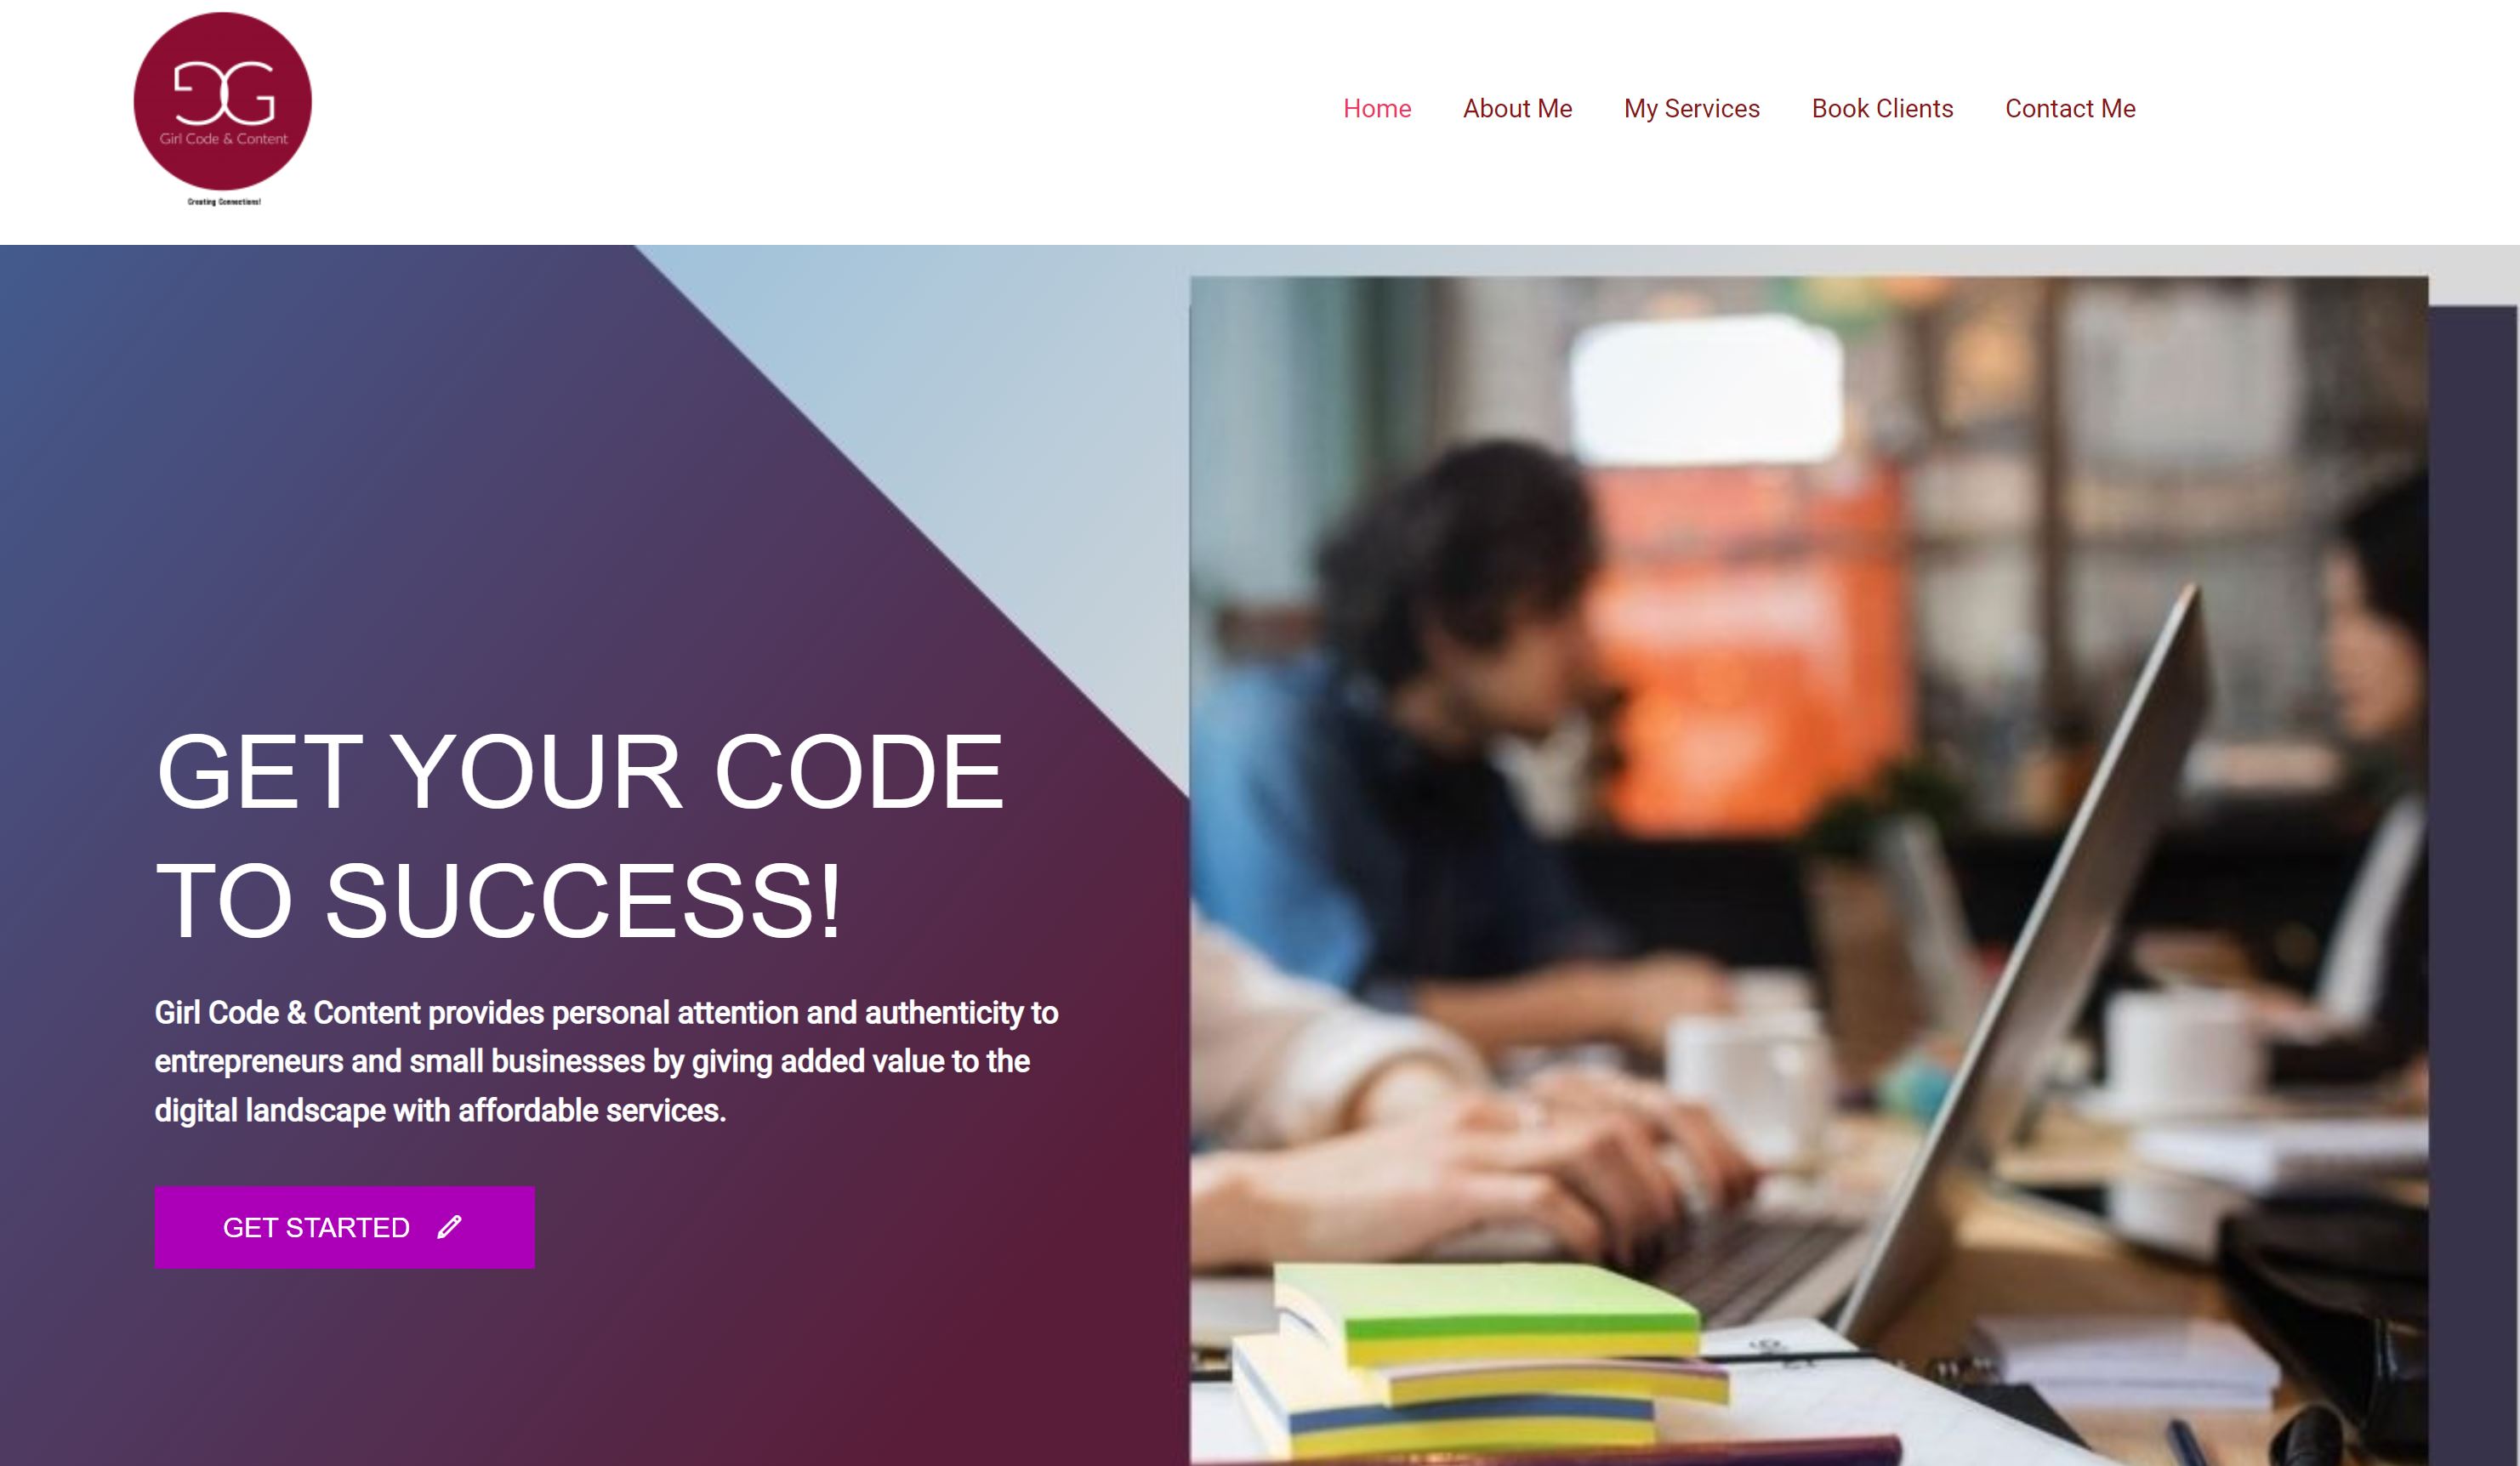 GG
Girl Code & Content
Creating Connections!
Home About Me My Services Book Clients Contact Me
GET YOUR CODE
TO SUCCESS!
Girl Code & Content provides personal attention and authenticity to
entrepreneurs and small businesses by giving added value to the
digital landscape with affordable services.
GET STARTED